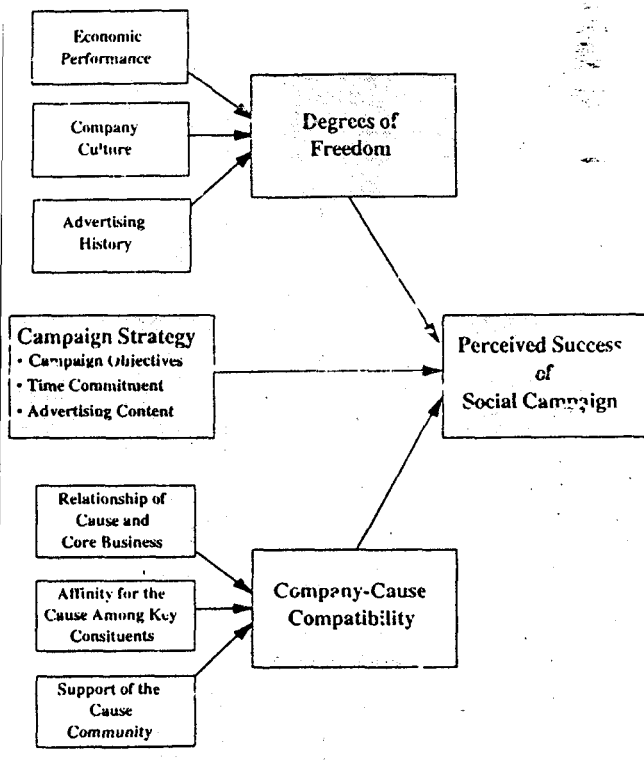 Economic
Performance
Company
Culture
Advertising
History
Degrees of
Freedom
Campaign Strategy
• Campaign Objectives
• Time Commitment
• Advertising Content
Perceived Success
of
Social Campaign
Relationship of
Cause and
Core Business
Affinity for the
Cause Among Key
Consituents
Support of the
Cause
Community
Company-Cause
Compatibility